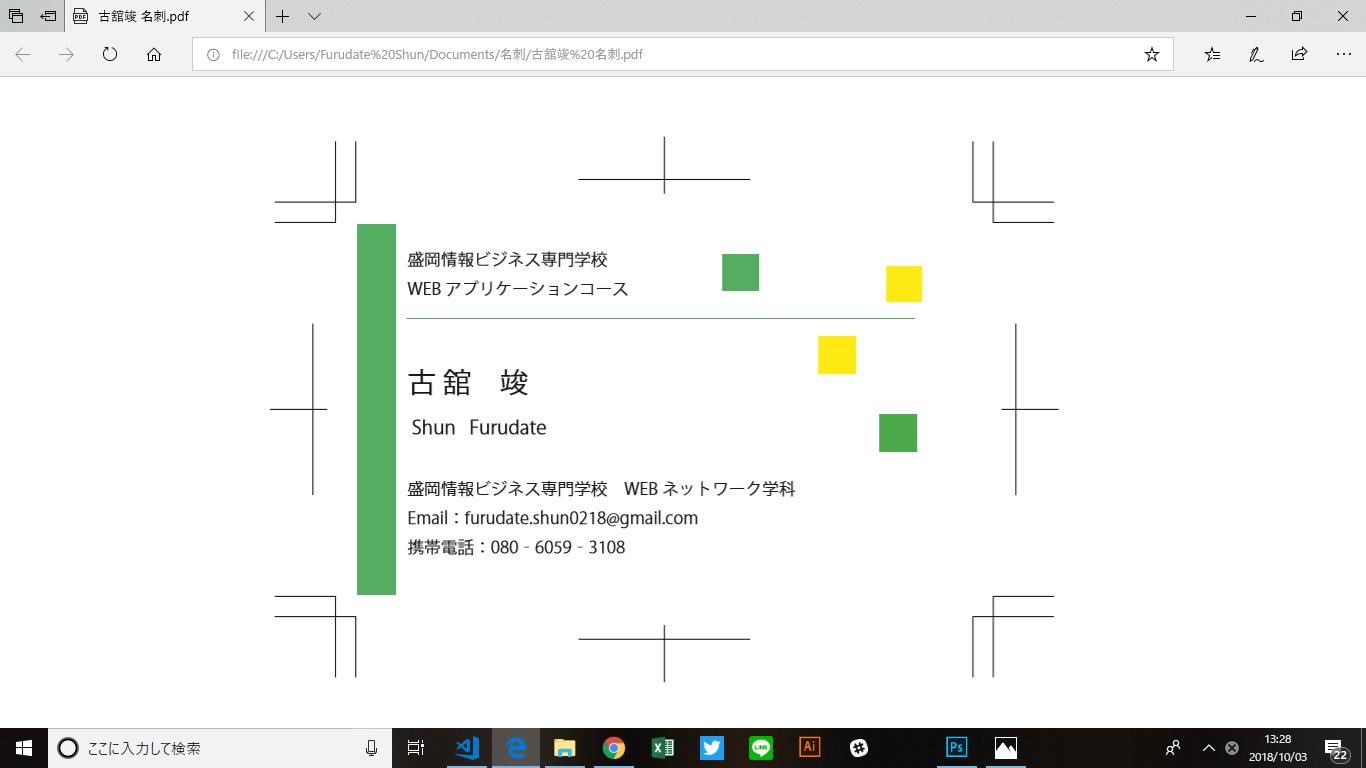 古舘竣 名刺.pdf
file:///C:/Users/Furudate%20Shun/Documents/名刺/古舘竣%20名刺.pdf
盛岡情報ビジネス専門学校
WEB アプリケーションコース
古 舘　竣
Shun Furudate
盛岡情報ビジネス専門学校　WEB ネットワーク学科
Email：furudate.shun0218@gmail.com
携帯電話：080‐6059‐3108
ここに入力して検索
LINE
Ai
Ps
13:28
2018/10/03
22